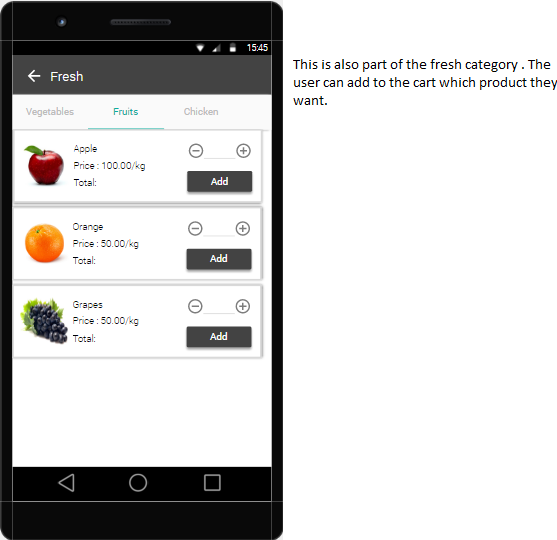 15:45
Fresh
Vegetables Fruits Chicken
Apple
Price : 100.00/kg
Total:
Add
Orange
Price : 50.00/kg
Total:
Add
Grapes
Price : 50.00/kg
Total:
Add
This is also part of the fresh category . The
user can add to the cart which product they
want.